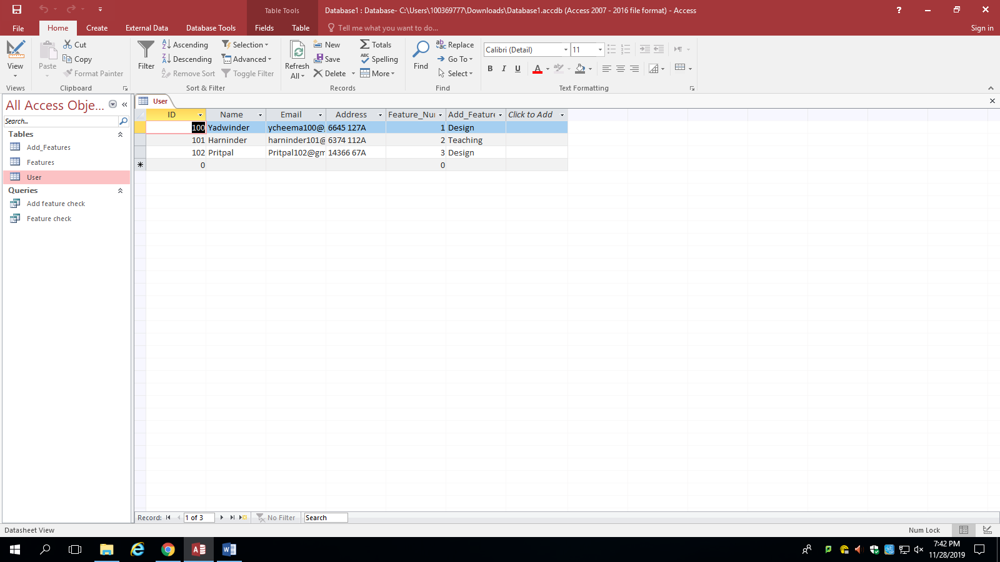 Table Tools
Database1 : Database- C:\Users\100369777\Downloads\Database1.accdb (Access 2007 - 2016 file format) - Access
?
File Home Create External Data Database Tools Fields Table Tell me what you want to do... Sign in
View
Views
Paste
Cut
Copy
Format Painter
Clipboard
Filter
Ascending
Descending
Remove Sort
Selection
Advanced
Toggle Filter
Sort & Filter
Refresh
All
New
Save
Delete
Totals
Spelling
More
Records
Find
Replace
Go To
Select
Find
Calibri (Detail) 11
B I U A
Text Formatting
All Access Obje...
Search...
Tables
Add_Features
Features
User
Queries
Add feature check
Feature check
User
ID Name Email Address Feature_Nur Add_Feature Click to Add
100 Yadwinder ycheema100@ 6645 127A 1 Design
101 Harninder harninder101@ 6374 112A 2 Teaching
102 Pritpal Pritpal102@gm 14366 67A 3 Design
0 0
Record: 1 of 3 No Filter Search
Datasheet View Num Lock
7:42 PM
11/28/2019